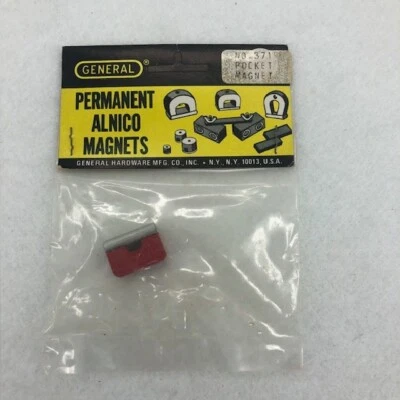 GENERAL®
NO.371
POCKET
MAGNET
PERMANENT
ALNICO
MAGNETS
GENERAL HARDWARE MFG. CO., INC. • N.Y., N.Y. 10013, U.S.A.